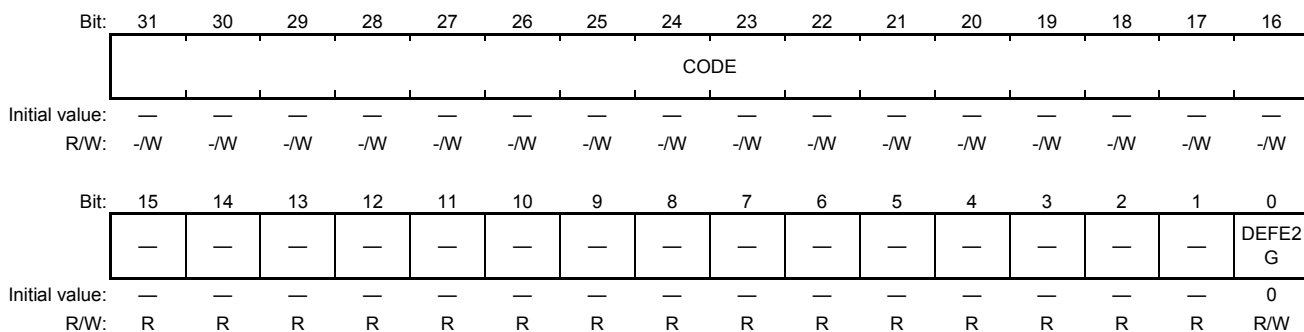 Bit: 31 30 29 28 27 26 25 24 23 22 21 20 19 18 17 16
CODE
Initial value: — — — — — — — — — — — — — — — —
R/W: -/W -/W -/W -/W -/W -/W -/W -/W -/W -/W -/W -/W -/W -/W -/W -/W
Bit: 15 14 13 12 11 10 9 8 7 6 5 4 3 2 1 0
— — — — — — — — — — — — — — — DEFE2
G
Initial value: — — — — — — — — — — — — — — — 0
R/W: R R R R R R R R R R R R R R R R/W